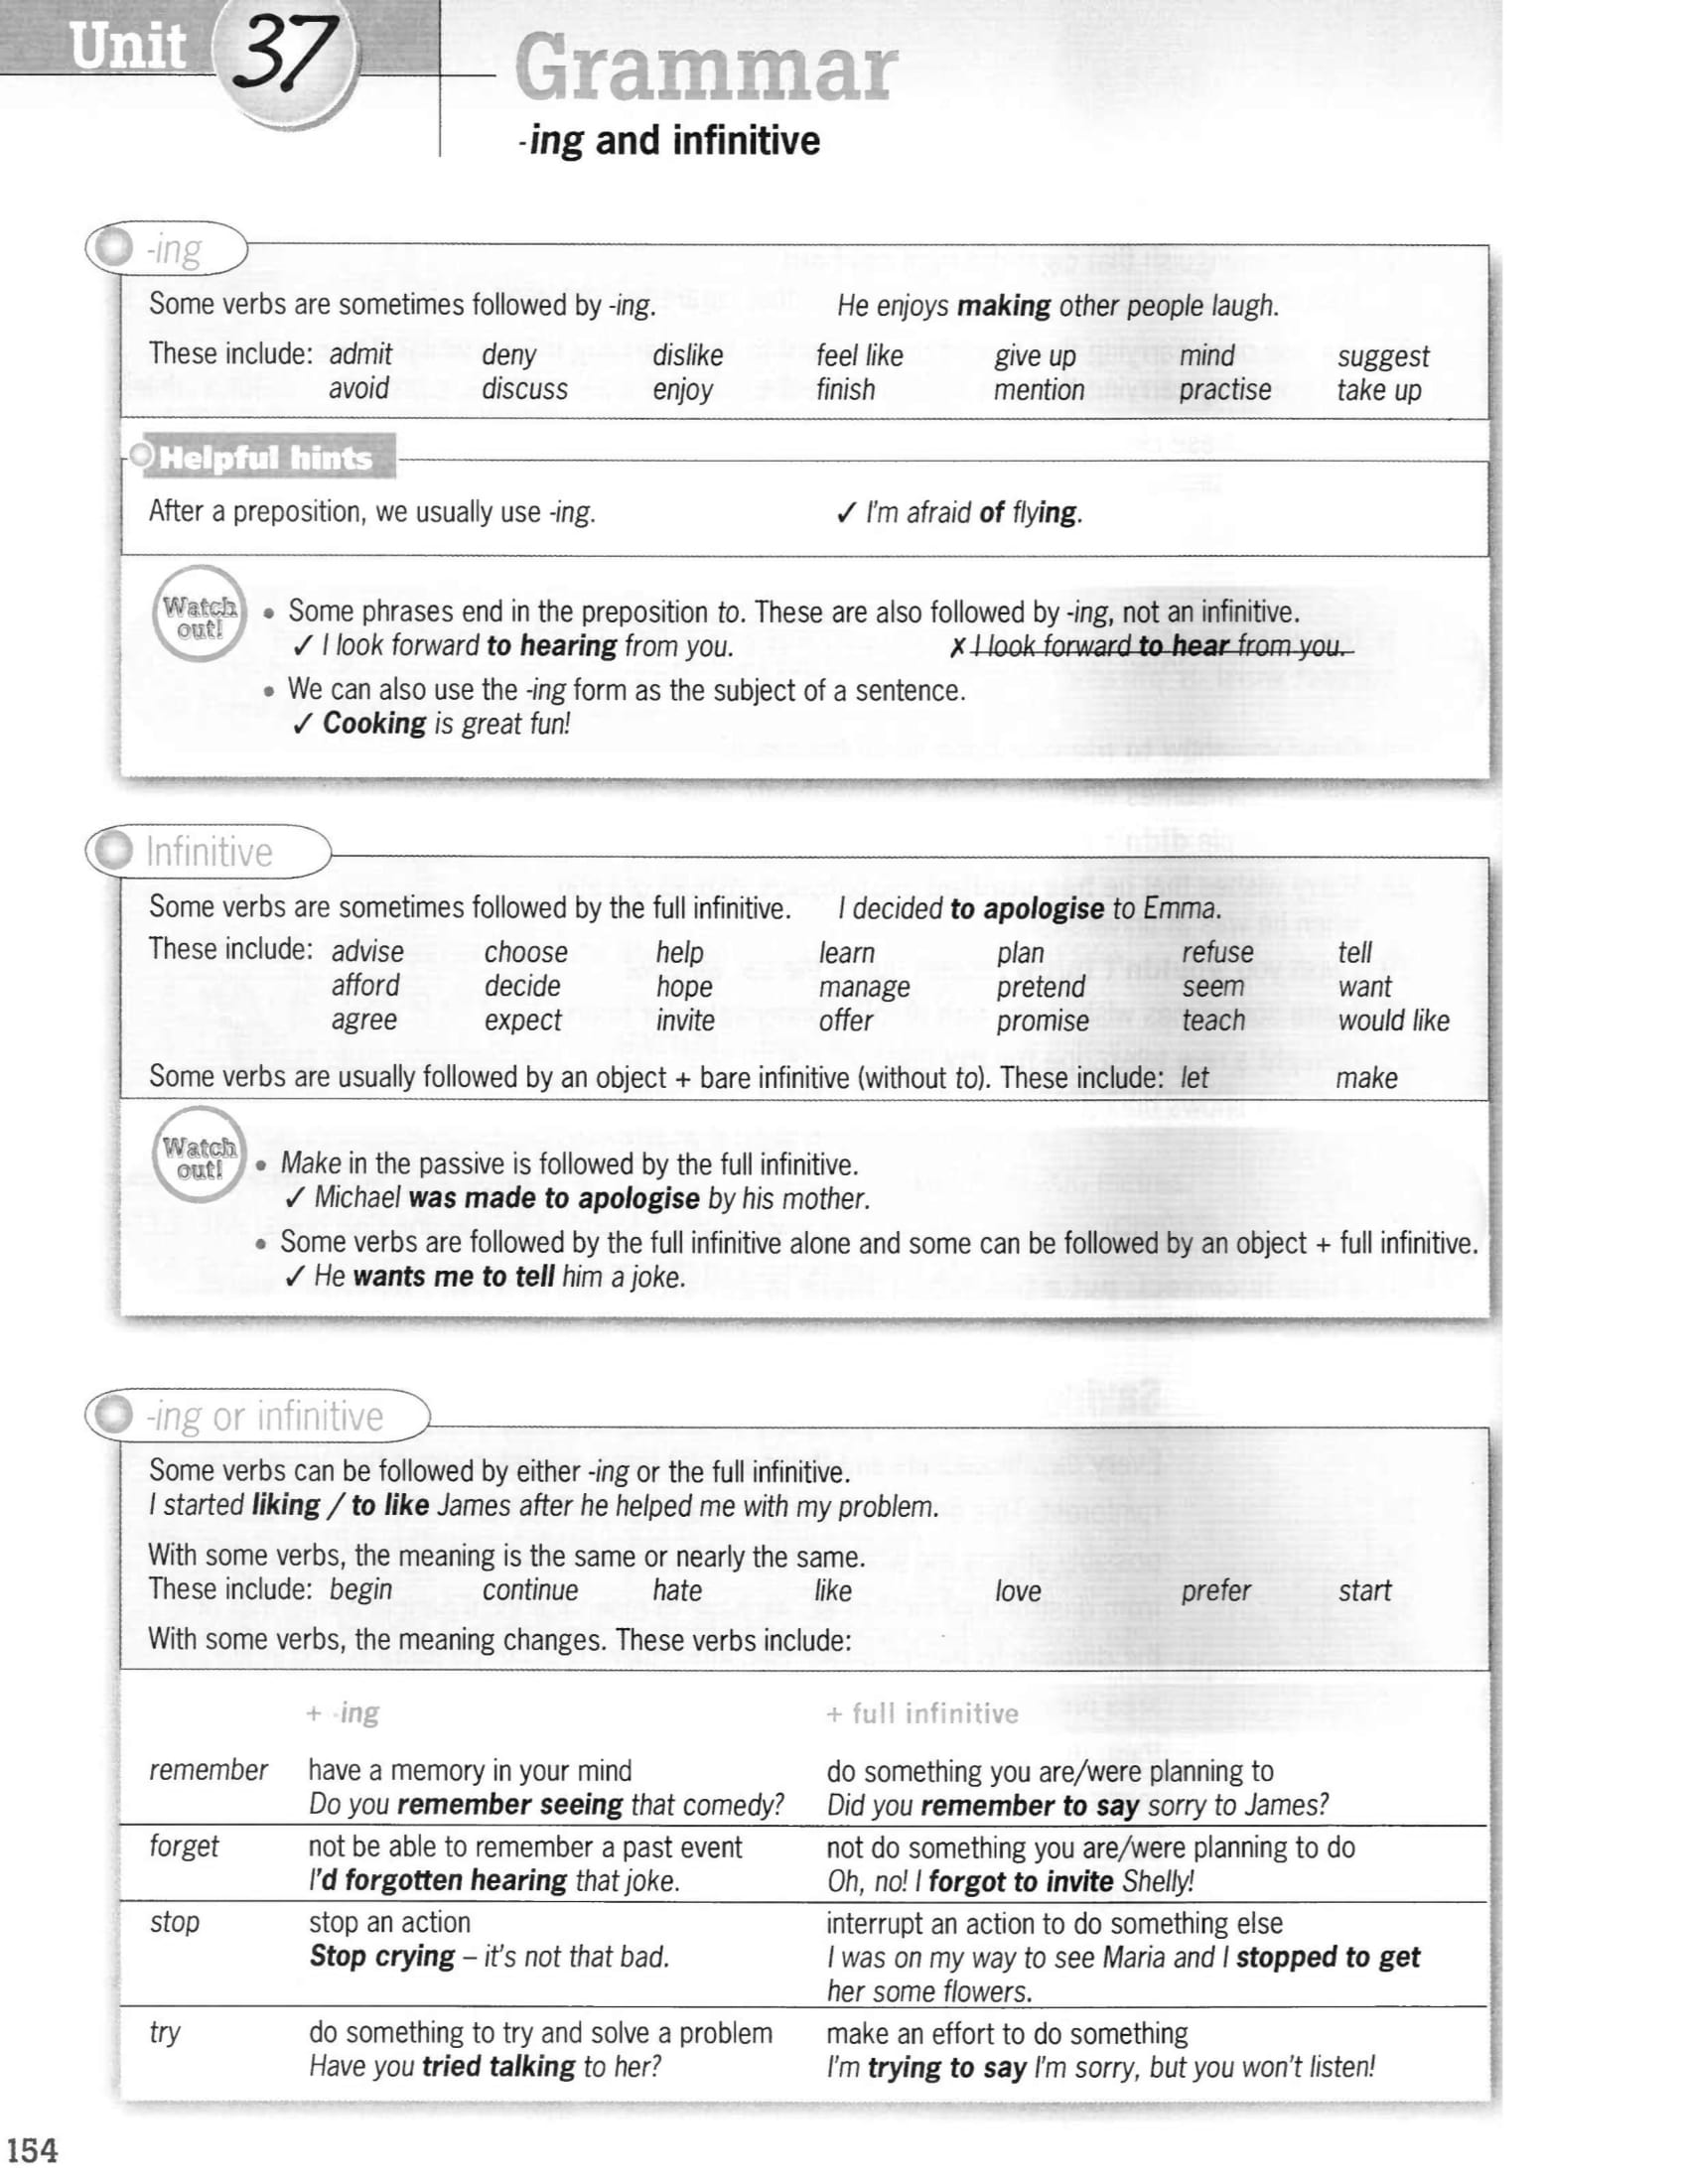 Unit 37
Grammar
-ing and infinitive
-ing
Some verbs are sometimes followed by -ing. He enjoys making other people laugh.
These include: admit deny dislike feel like give up mind suggest
avoid discuss enjoy finish mention practise take up
Helpful hints
After a preposition, we usually use -ing. ✓ I'm afraid of flying.
Watch out!
• Some phrases end in the preposition to. These are also followed by -ing, not an infinitive.
✓ I look forward to hearing from you. ✗ I look forward to hear from you.
• We can also use the -ing form as the subject of a sentence.
✓ Cooking is great fun!
Infinitive
Some verbs are sometimes followed by the full infinitive. I decided to apologise to Emma.
These include: advise choose help learn plan refuse tell
afford decide hope manage pretend seem want
agree expect invite offer promise teach would like
Some verbs are usually followed by an object + bare infinitive (without to). These include: let make
Watch out!
• Make in the passive is followed by the full infinitive.
✓ Michael was made to apologise by his mother.
• Some verbs are followed by the full infinitive alone and some can be followed by an object + full infinitive.
✓ He wants me to tell him a joke.
-ing or infinitive
Some verbs can be followed by either -ing or the full infinitive.
I started liking / to like James after he helped me with my problem.
With some verbs, the meaning is the same or nearly the same.
These include: begin continue hate like love prefer start
With some verbs, the meaning changes. These verbs include:
+ -ing + full infinitive
remember have a memory in your mind do something you are/were planning to
Do you remember seeing that comedy? Did you remember to say sorry to James?
forget not be able to remember a past event not do something you are/were planning to do
I'd forgotten hearing that joke. Oh, no! I forgot to invite Shelly!
stop stop an action interrupt an action to do something else
Stop crying – it's not that bad. I was on my way to see Maria and I stopped to get
her some flowers.
try do something to try and solve a problem make an effort to do something
Have you tried talking to her? I'm trying to say I'm sorry, but you won't listen!
154